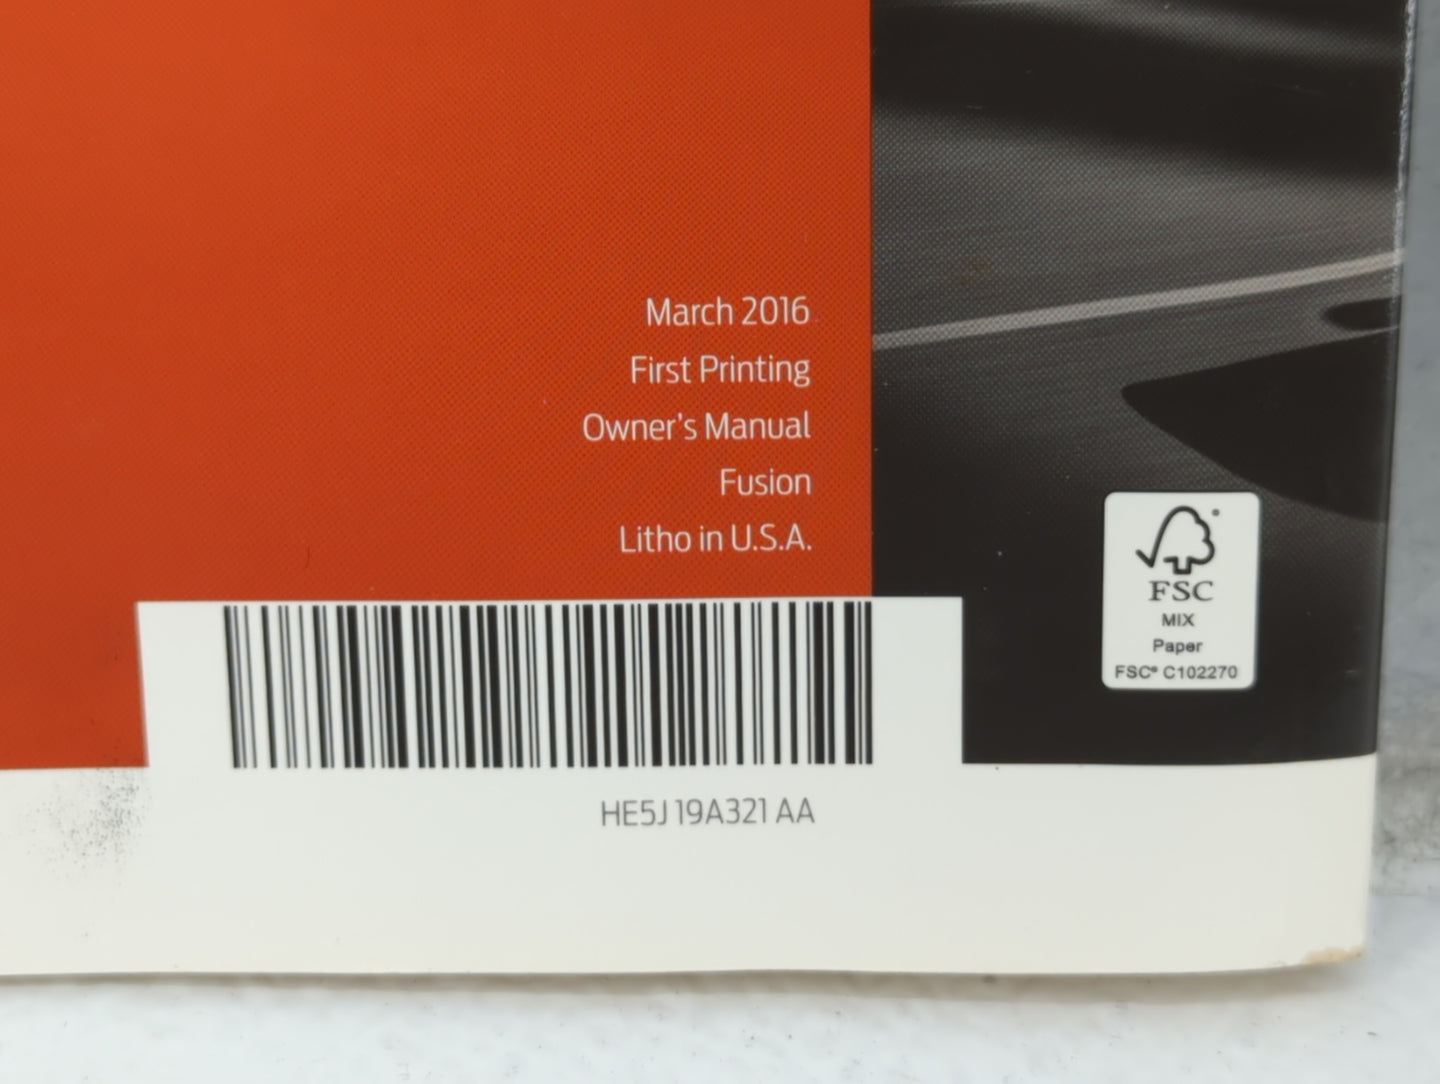 March 2016
First Printing
Owner's Manual
Fusion
Litho in U.S.A.
FSC
MIX
Paper
FSC® C102270
HE5J 19A321 AA